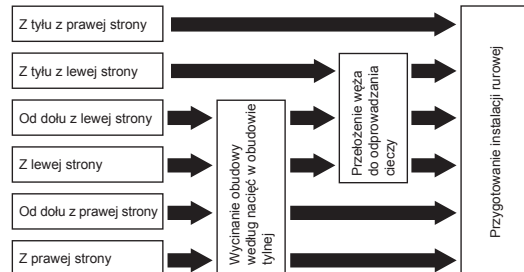 Z tyłu z prawej strony
Z tyłu z lewej strony
Od dołu z lewej strony
Z lewej strony
Od dołu z prawej strony
Z prawej strony
Wycinanie obudowy
według nacięć w obudowie
tylnej
Przełożenie węża
do odprowadzania
cieczy
Przygotowanie instalacji rurowej